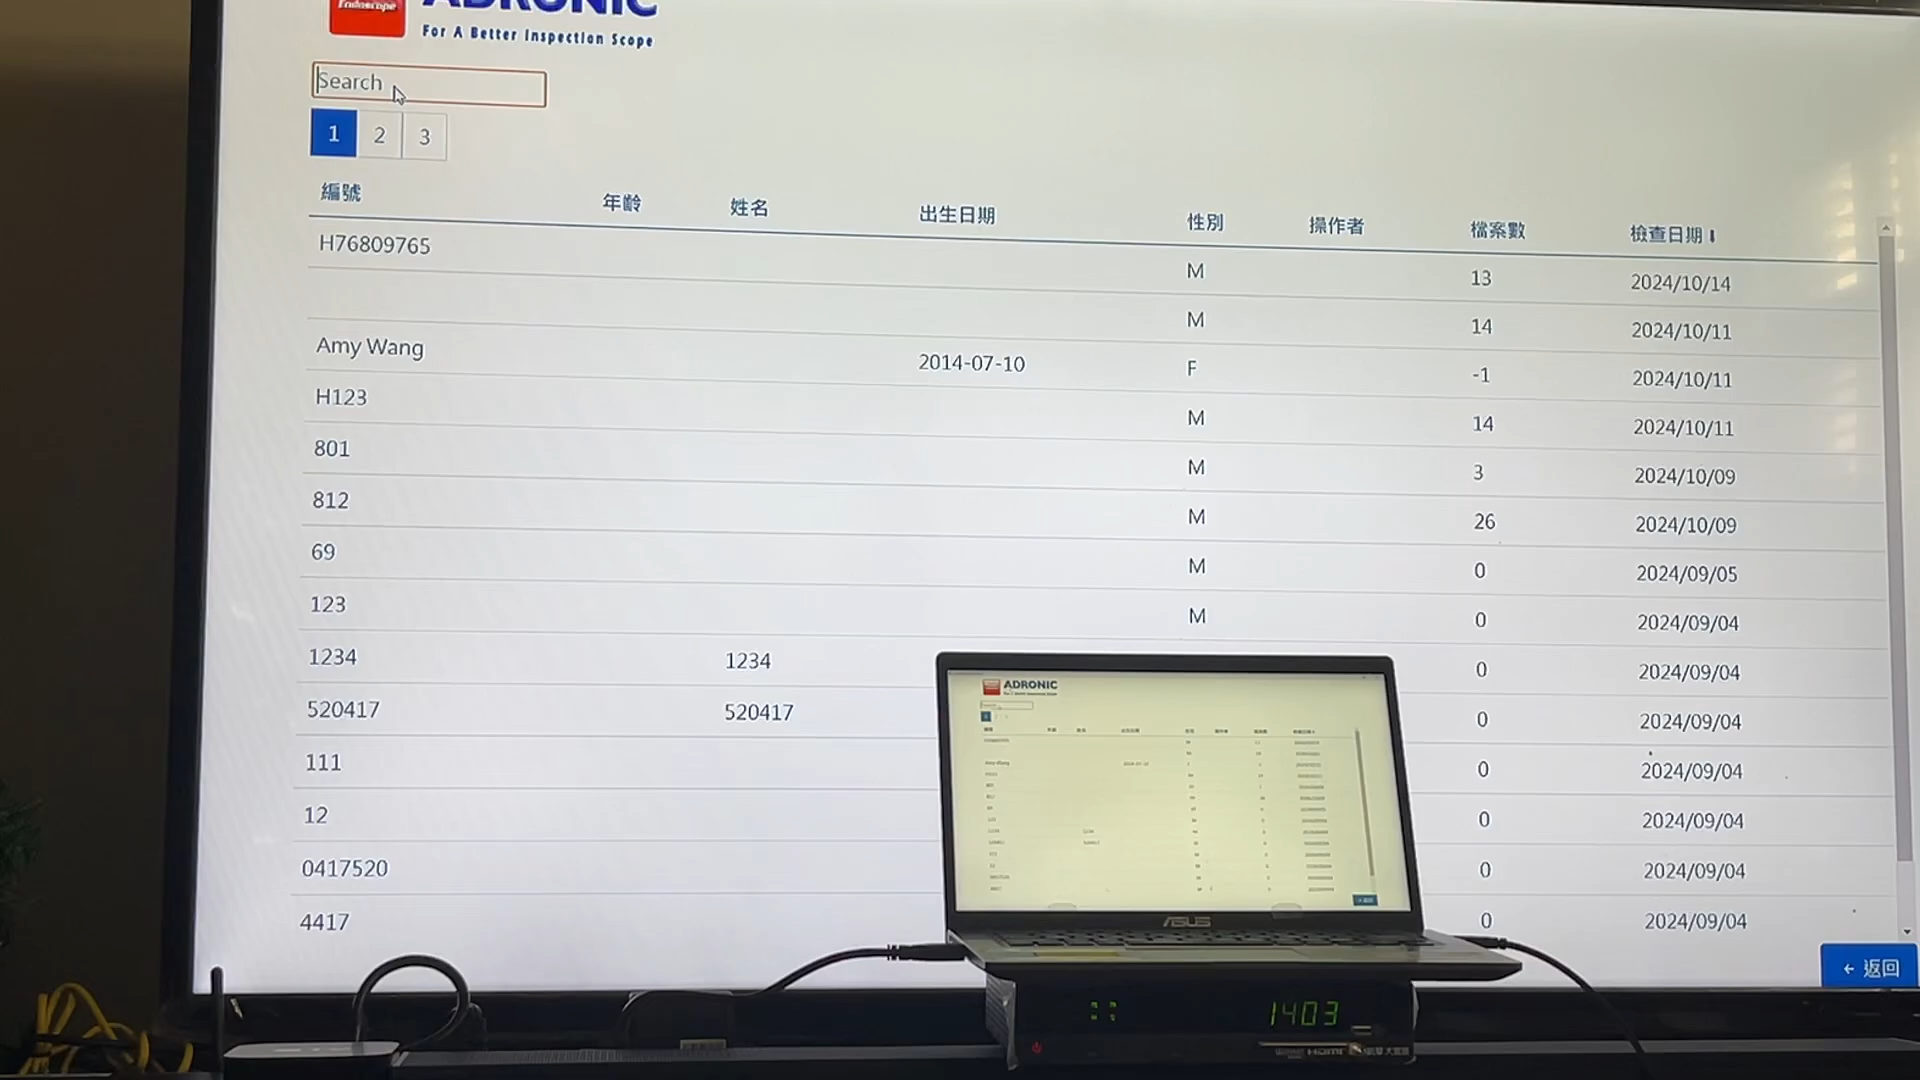 Endoscope
ADRONIC
For A Better Inspection Scope
Search
1 2 3
編號 年齡 姓名 出生日期 性別 操作者 檔案數 檢查日期 ⬇
H76809765 M 13 2024/10/14
M 14 2024/10/11
Amy Wang 2014-07-10 F -1 2024/10/11
H123 M 14 2024/10/11
801 M 3 2024/10/09
812 M 26 2024/10/09
69 M 0 2024/09/05
123 M 0 2024/09/04
1234 1234 0 2024/09/04
520417 520417 0 2024/09/04
111 0 2024/09/04
12 0 2024/09/04
0417520 0 2024/09/04
4417 0 2024/09/04
← 返回
ADRONIC
ASUS
1403
HDMI